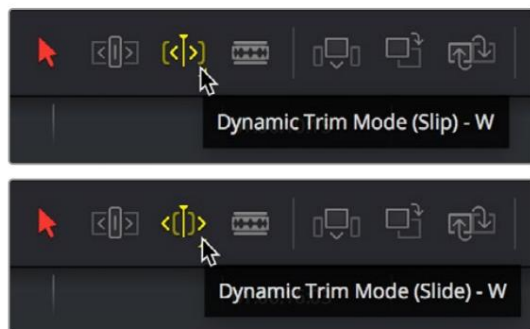 Dynamic Trim Mode (Slip) - W
Dynamic Trim Mode (Slide) - W